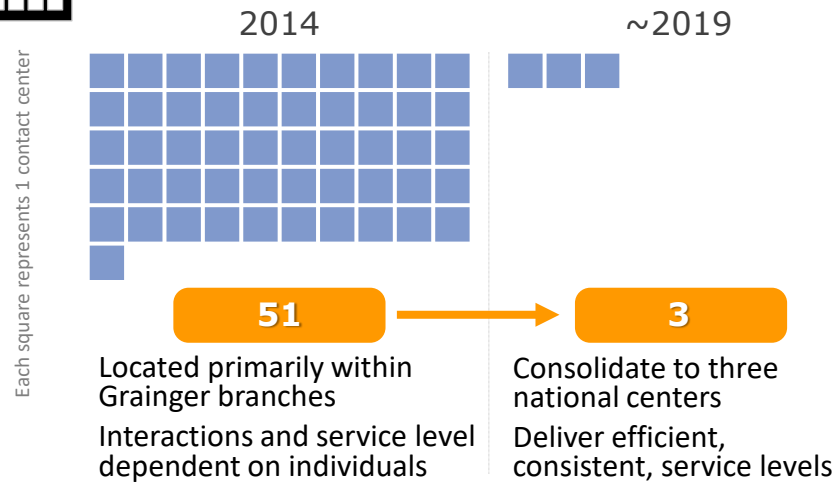 2014
~2019
Each square represents 1 contact center
51
3
Located primarily within
Grainger branches
Interactions and service level
dependent on individuals
Consolidate to three
national centers
Deliver efficient,
consistent, service levels